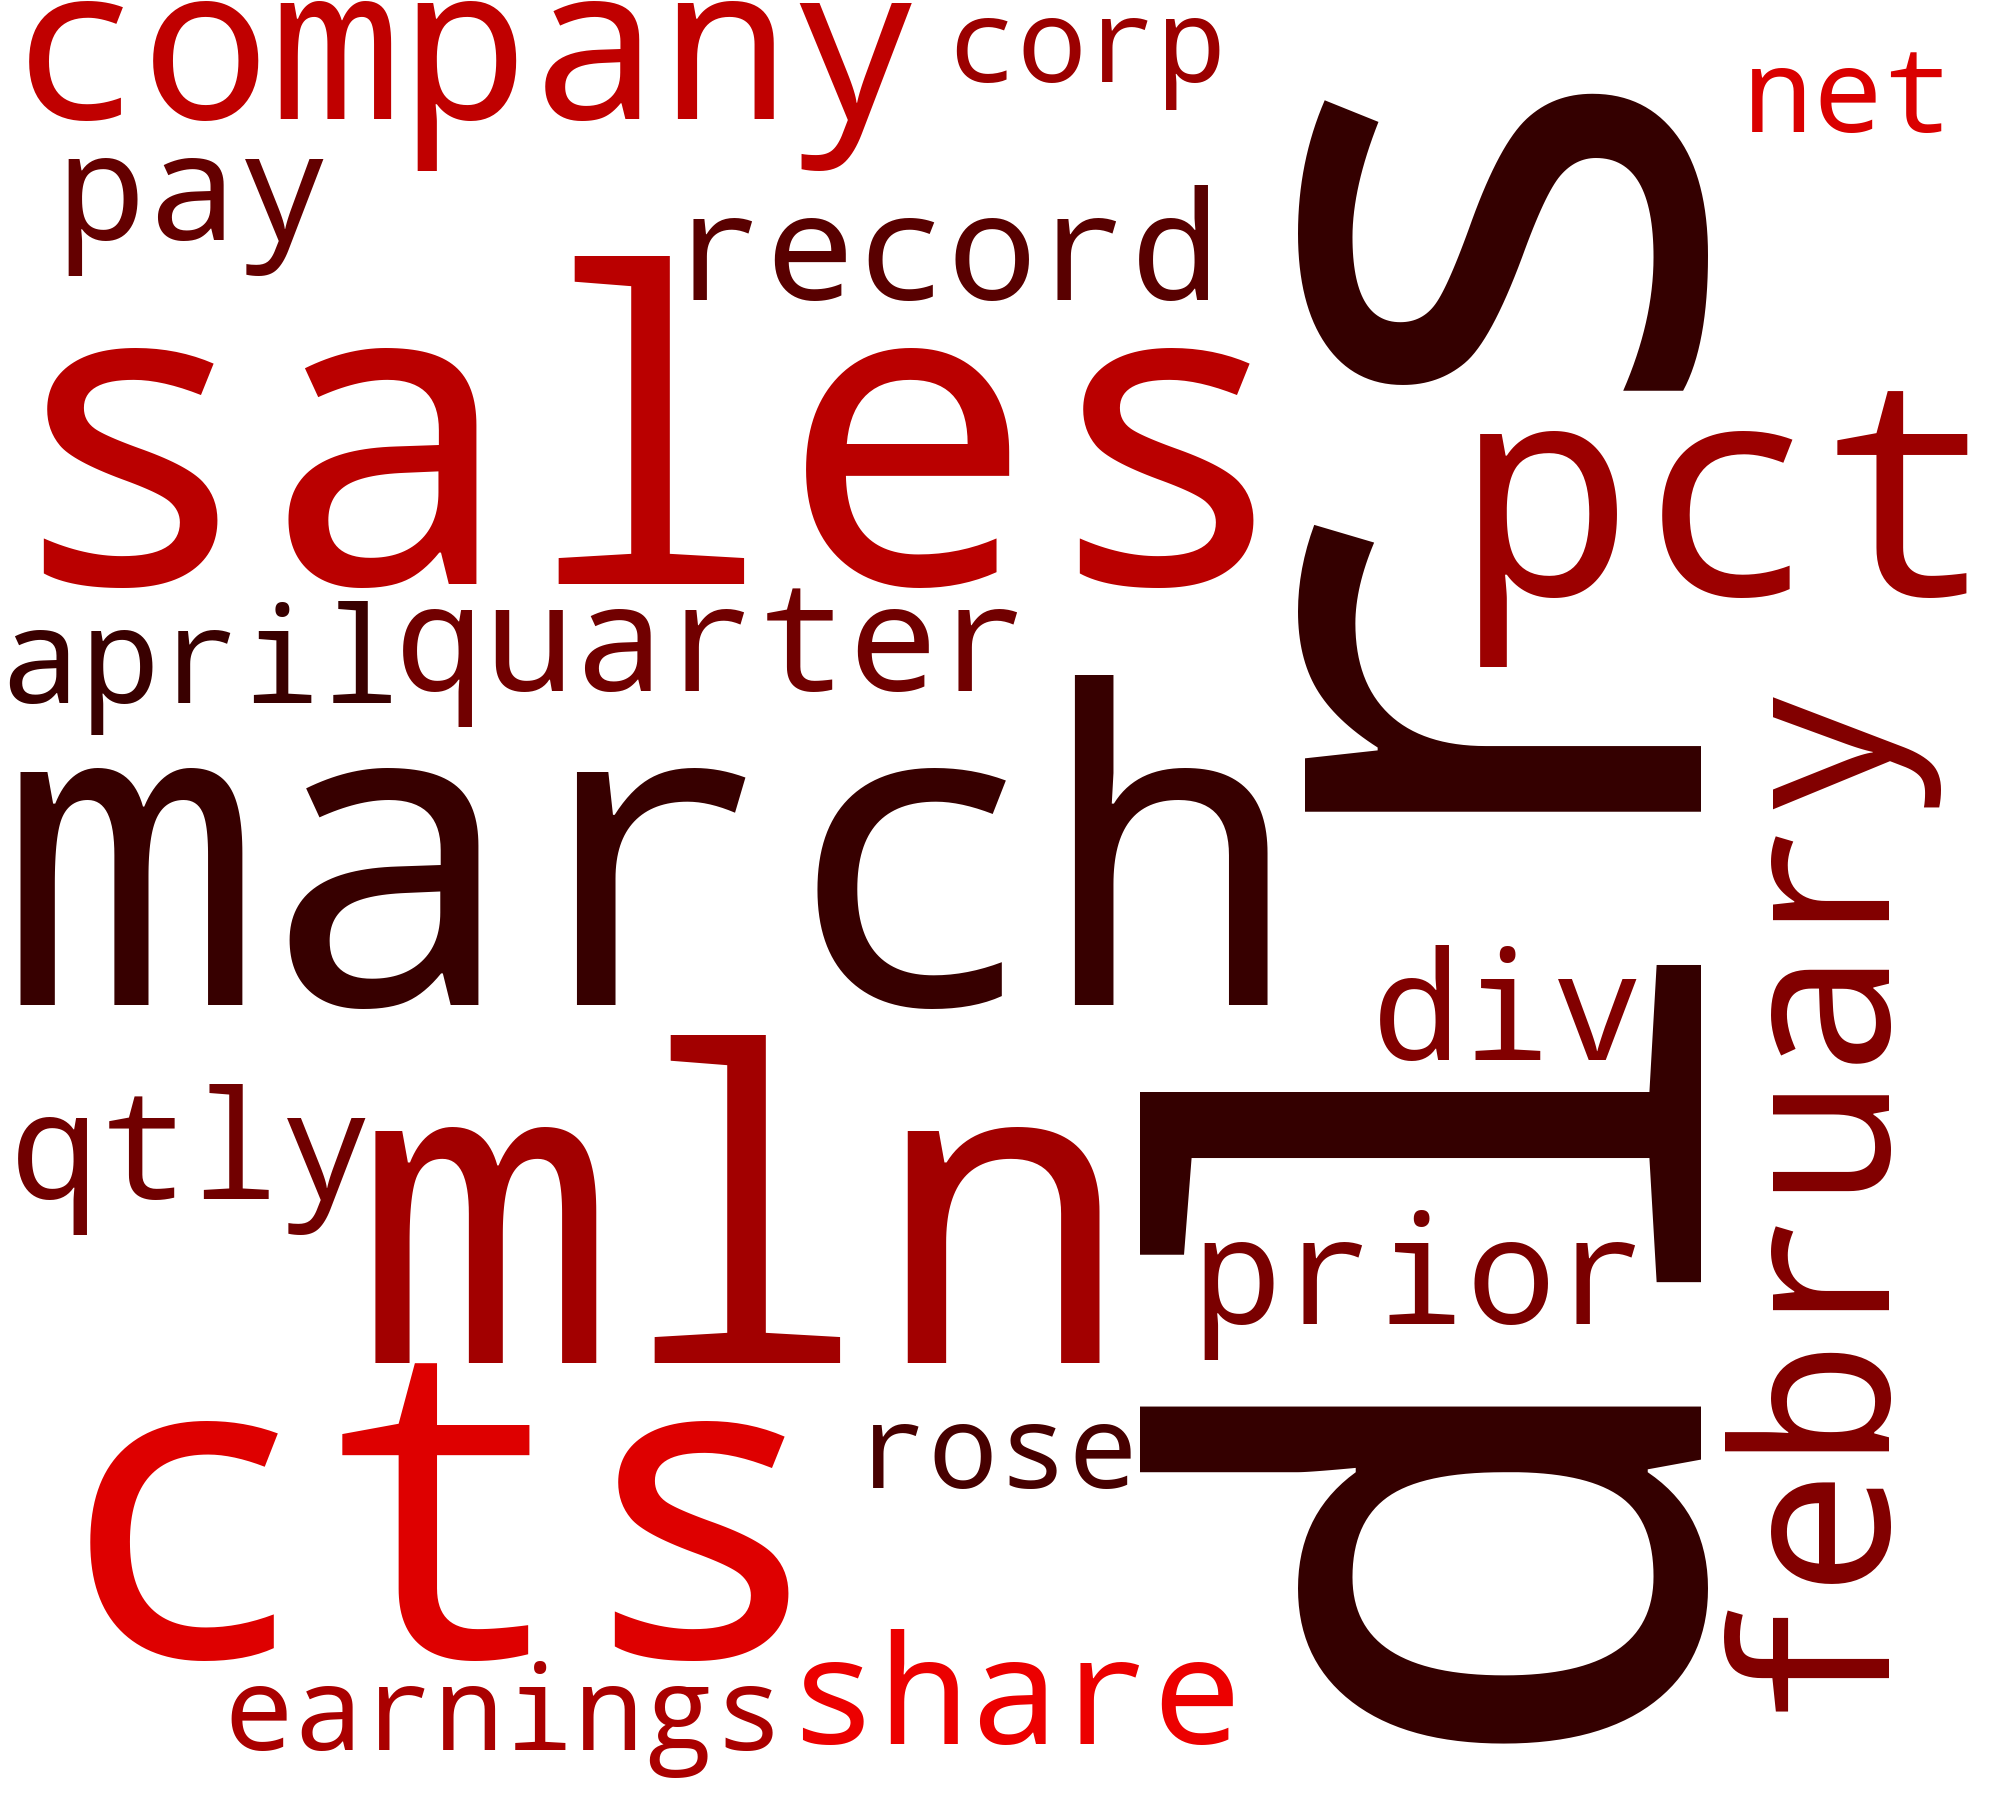 company
corp
net
pay
record
sales
pct
april
quarter
march
dlrs
february
div
qtly
mln
prior
cts
rose
earnings
share